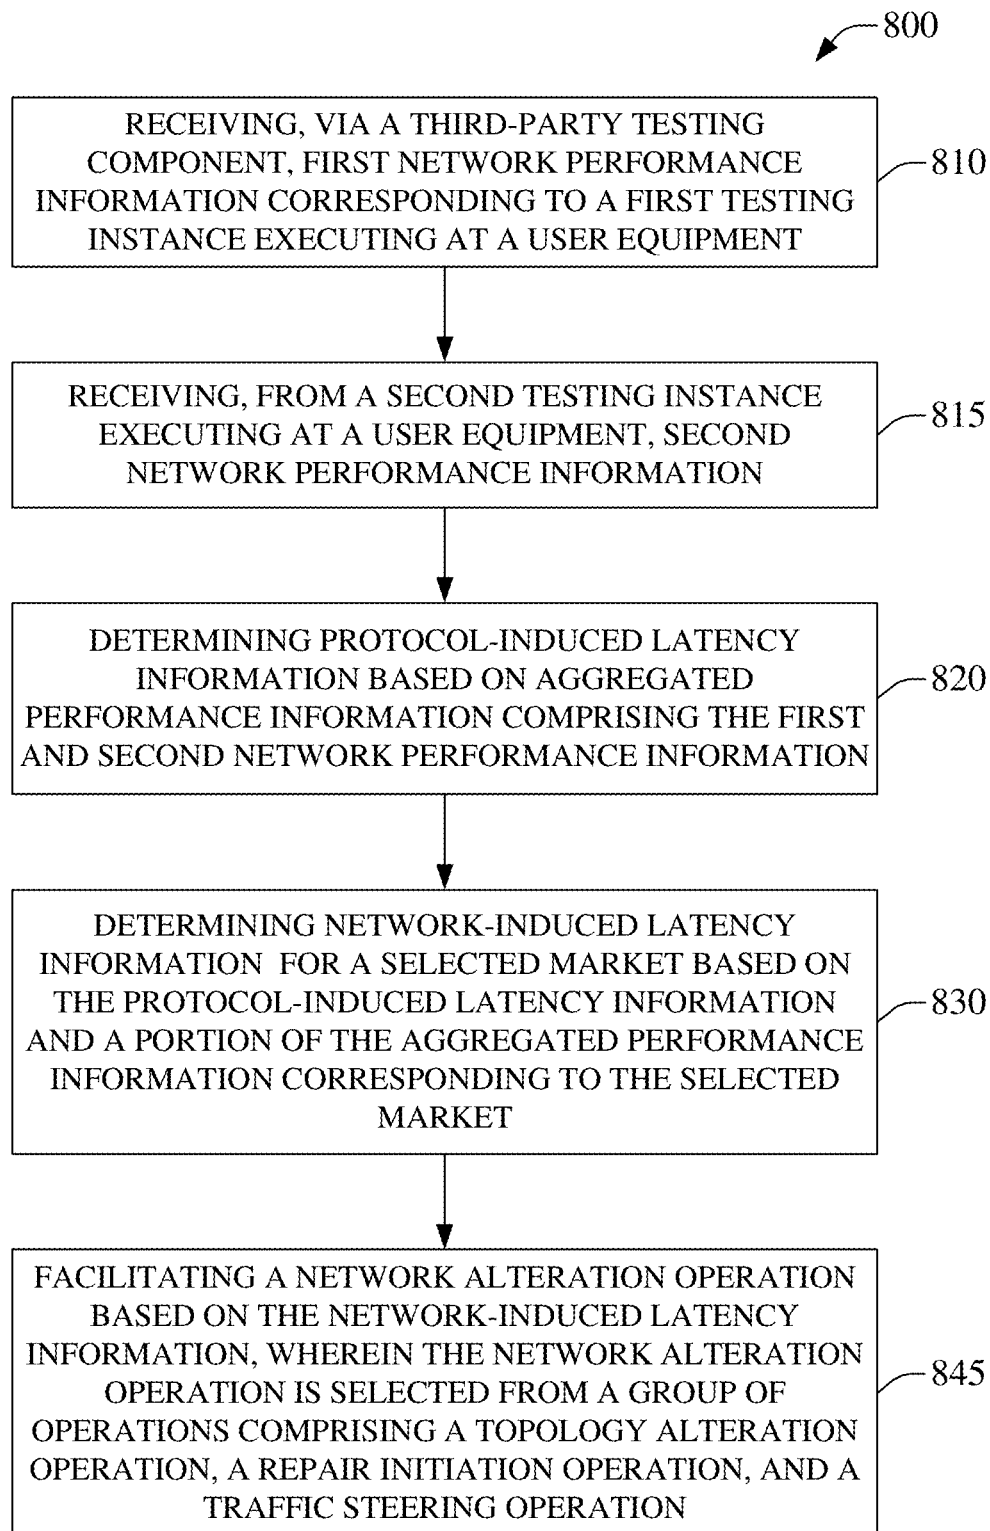 800
RECEIVING, VIA A THIRD-PARTY TESTING
COMPONENT, FIRST NETWORK PERFORMANCE
INFORMATION CORRESPONDING TO A FIRST TESTING
INSTANCE EXECUTING AT A USER EQUIPMENT
810
RECEIVING, FROM A SECOND TESTING INSTANCE
EXECUTING AT A USER EQUIPMENT, SECOND
NETWORK PERFORMANCE INFORMATION
815
DETERMINING PROTOCOL-INDUCED LATENCY
INFORMATION BASED ON AGGREGATED
PERFORMANCE INFORMATION COMPRISING THE FIRST
AND SECOND NETWORK PERFORMANCE INFORMATION
820
DETERMINING NETWORK-INDUCED LATENCY
INFORMATION FOR A SELECTED MARKET BASED ON
THE PROTOCOL-INDUCED LATENCY INFORMATION
AND A PORTION OF THE AGGREGATED PERFORMANCE
INFORMATION CORRESPONDING TO THE SELECTED
MARKET
830
FACILITATING A NETWORK ALTERATION OPERATION
BASED ON THE NETWORK-INDUCED LATENCY
INFORMATION, WHEREIN THE NETWORK ALTERATION
OPERATION IS SELECTED FROM A GROUP OF
OPERATIONS COMPRISING A TOPOLOGY ALTERATION
OPERATION, A REPAIR INITIATION OPERATION, AND A
TRAFFIC STEERING OPERATION
845